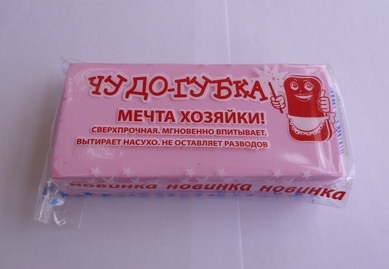 ЧУДО-ГУБКА!
МЕЧТА ХОЗЯЙКИ!
СВЕРХПРОЧНАЯ. МГНОВЕННО ВПИТЫВАЕТ.
ВЫТИРАЕТ НАСУХО. НЕ ОСТАВЛЯЕТ РАЗВОДОВ
новинка новинка новинка